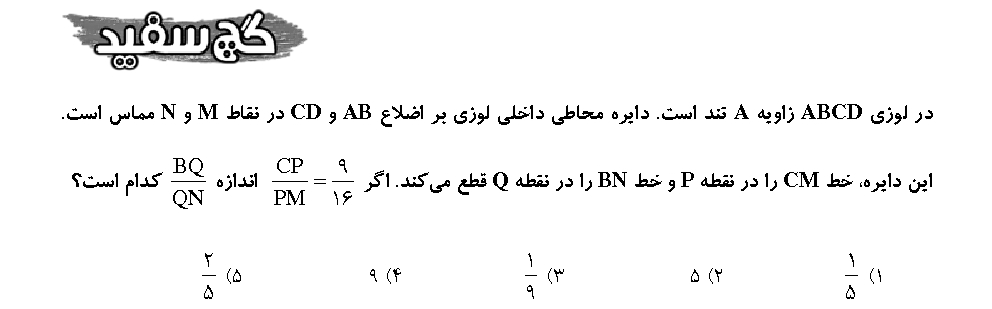 گچ سفید
در لوزی ABCD زاویه A تند است. دایره محاطی داخلی لوزی بر اضلاع AB و CD در نقاط M و N مماس است.
این دایره، خط CM را در نقطه P و خط BN را در نقطه Q قطع می‌کند. اگر CP/PM = ۹/۱۶ اندازه BQ/QN کدام است؟
۱) ۱/۵ ۲) ۵ ۳) ۱/۹ ۴) ۹ ۵) ۲/۵